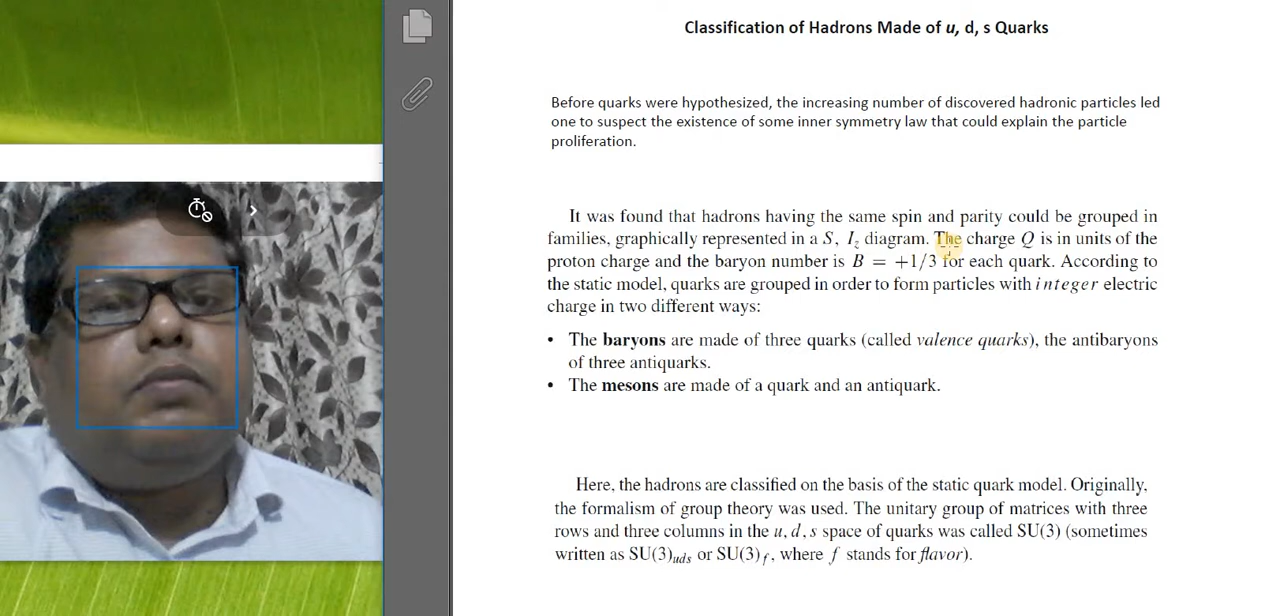 Classification of Hadrons Made of u, d, s Quarks
Before quarks were hypothesized, the increasing number of discovered hadronic particles led
one to suspect the existence of some inner symmetry law that could explain the particle
proliferation.
It was found that hadrons having the same spin and parity could be grouped in
families, graphically represented in a S, I_z diagram. The charge Q is in units of the
proton charge and the baryon number is B = +1/3 for each quark. According to
the static model, quarks are grouped in order to form particles with integer electric
charge in two different ways:
• The baryons are made of three quarks (called valence quarks), the antibaryons
of three antiquarks.
• The mesons are made of a quark and an antiquark.
Here, the hadrons are classified on the basis of the static quark model. Originally,
the formalism of group theory was used. The unitary group of matrices with three
rows and three columns in the u, d, s space of quarks was called SU(3) (sometimes
written as SU(3)_uds or SU(3)_f, where f stands for flavor).